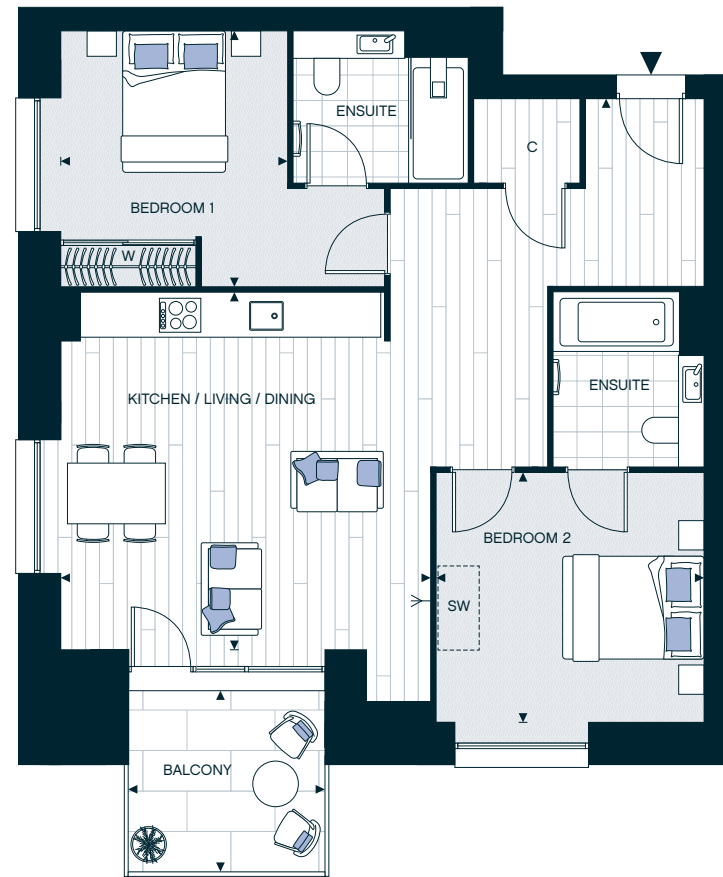 ENSUITE
C
BEDROOM 1
W
ENSUITE
KITCHEN / LIVING / DINING
BEDROOM 2
SW
BALCONY